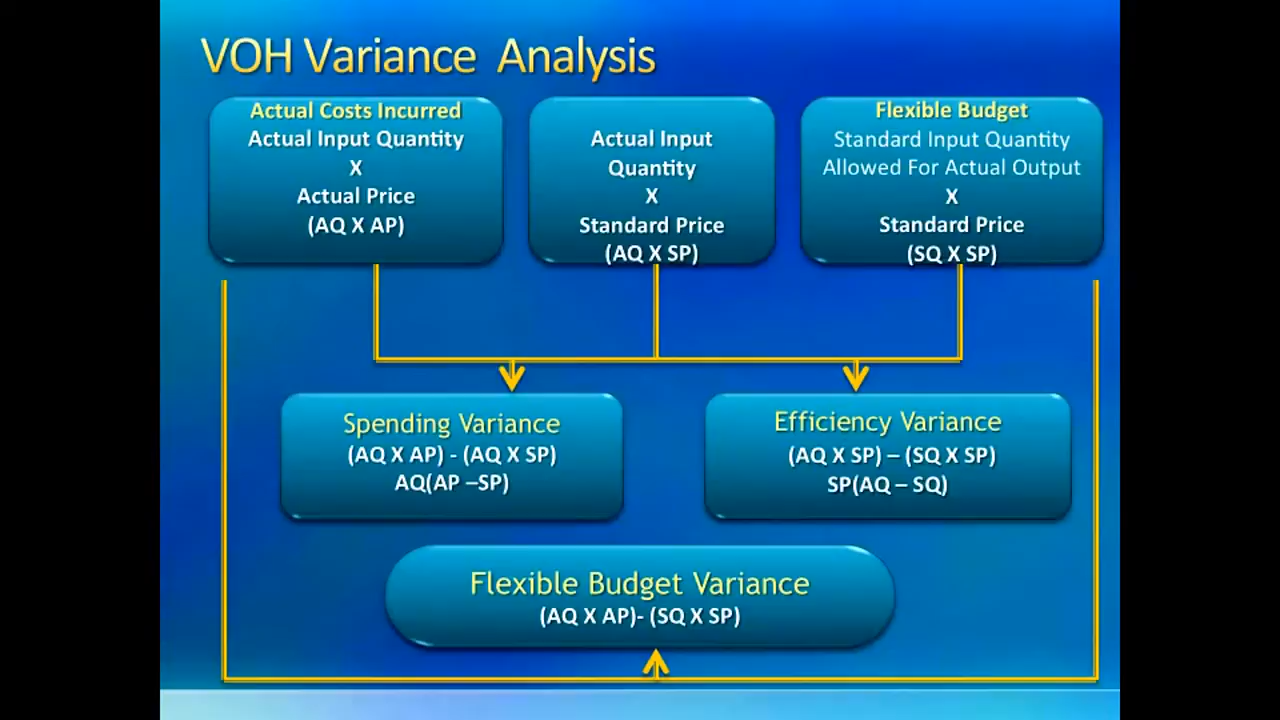 VOH Variance Analysis
Actual Costs Incurred
Actual Input Quantity
X
Actual Price
(AQ X AP)
Actual Input
Quantity
X
Standard Price
(AQ X SP)
Flexible Budget
Standard Input Quantity
Allowed For Actual Output
X
Standard Price
(SQ X SP)
Spending Variance
(AQ X AP) - (AQ X SP)
AQ(AP –SP)
Efficiency Variance
(AQ X SP) – (SQ X SP)
SP(AQ – SQ)
Flexible Budget Variance
(AQ X AP)- (SQ X SP)